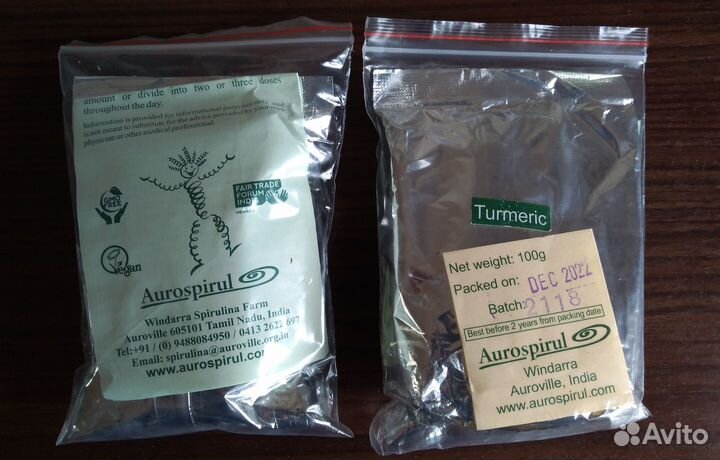 amount or divide into two or three doses
throughout the day.
Information is provided for informational purposes only and
is not meant to substitute for the advice provided by your own
physician or other medical professional.
GMO
FREE
FAIR TRADE
FORUM
INDIA
MEMBER
Vegan
Aurospirul
Windarra Spirulina Farm
Auroville 605101 Tamil Nadu, India
Tel:+91 / (0) 9488084950 / 0413 2622 697
Email: spirulina@auroville.org.in
www.aurospirul.com
Turmeric
Net weight: 100g
Packed on: DEC 2022
Batch: 2118
Best before 2 years from packing date
Aurospirul
Windarra
Auroville, India
www.aurospirul.com
Avito